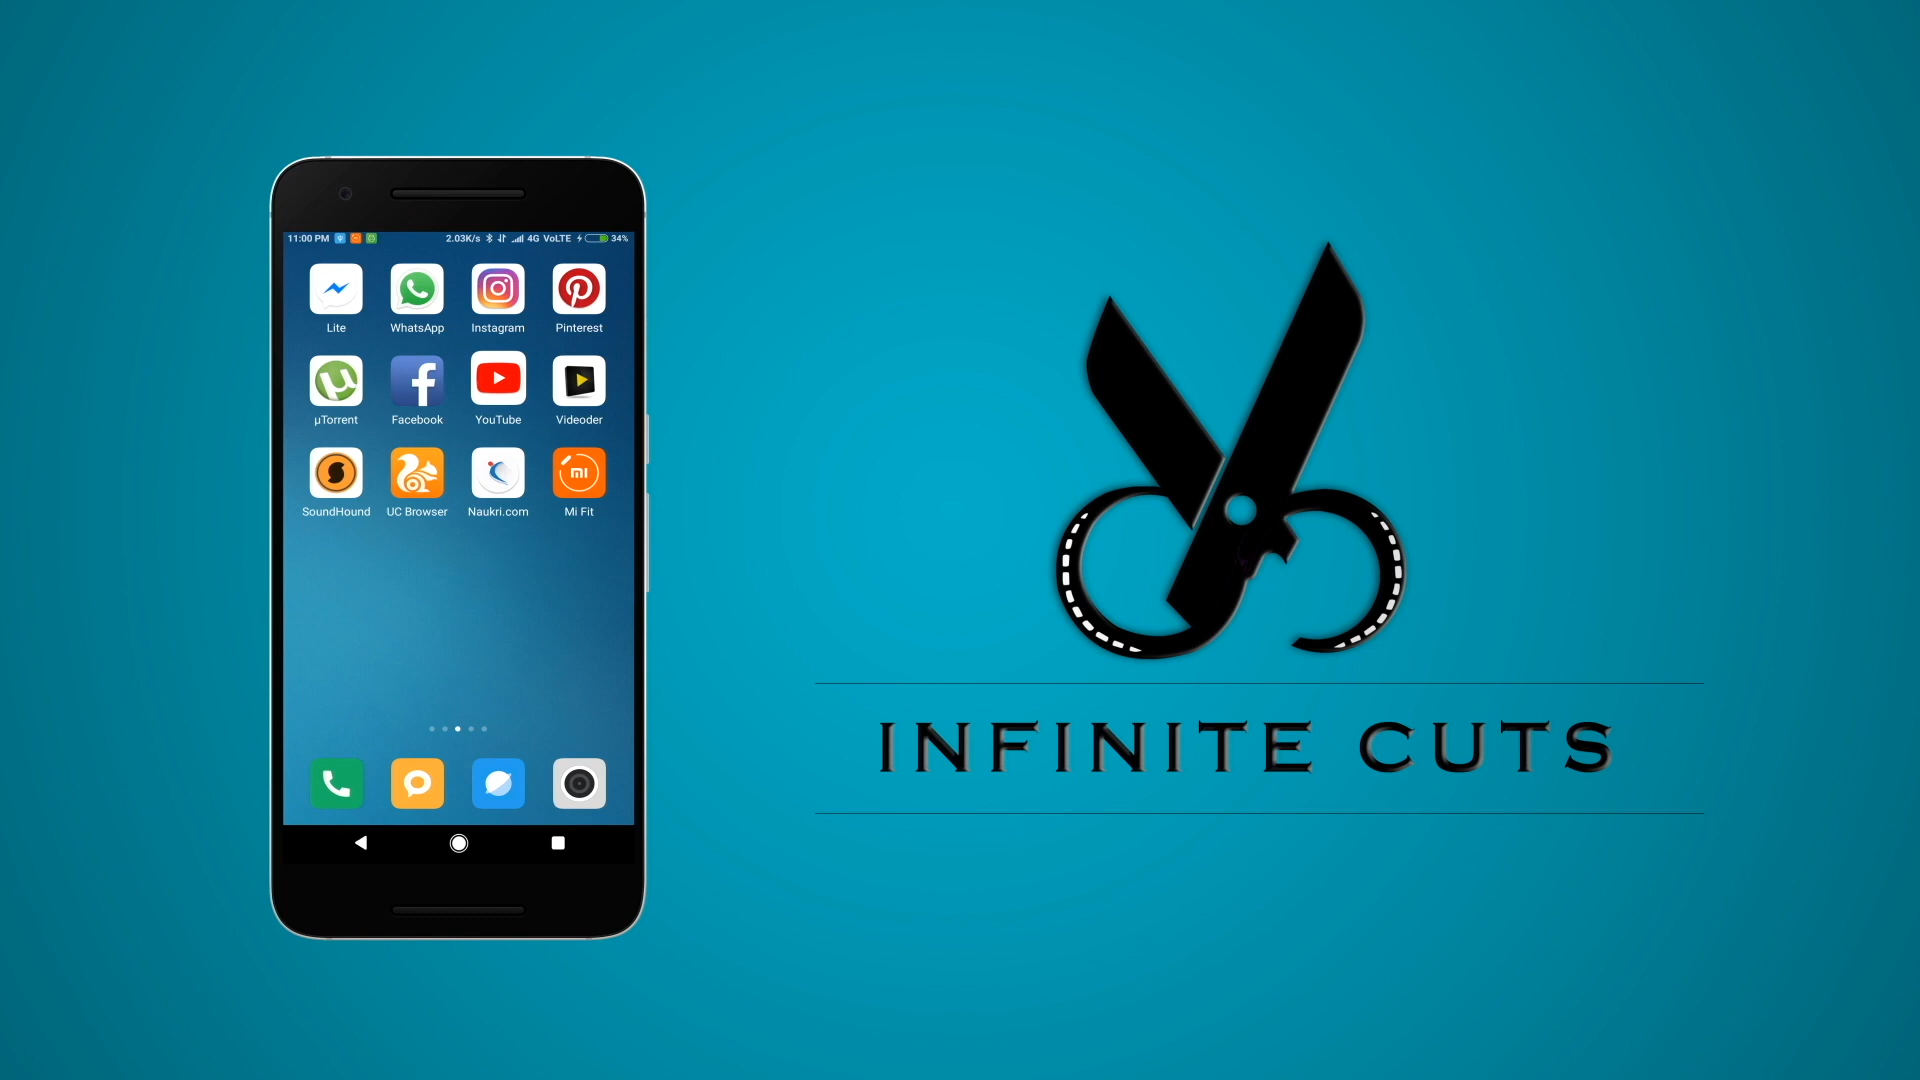 11:00 PM 2.03K/s 4G VoLTE 34%
Lite WhatsApp Instagram Pinterest
µTorrent Facebook YouTube Videoder
SoundHound UC Browser Naukri.com Mi Fit
INFINITE CUTS